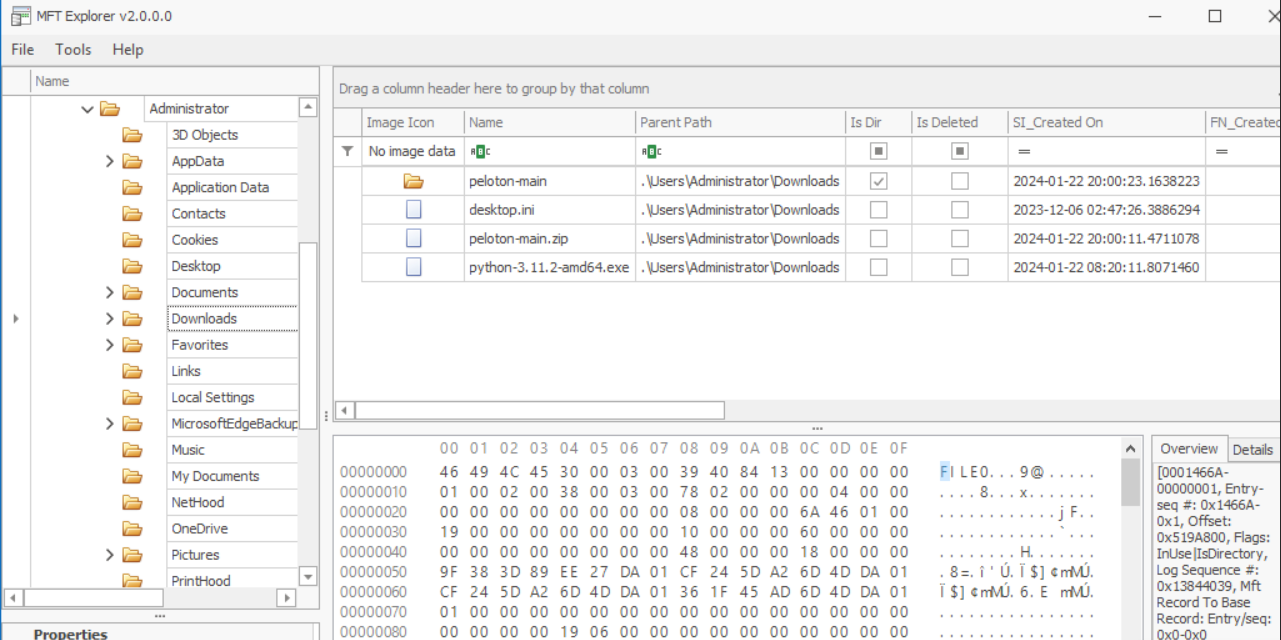 MFT Explorer v2.0.0.0
File Tools Help
Name
Administrator
3D Objects
AppData
Application Data
Contacts
Cookies
Desktop
Documents
Downloads
Favorites
Links
Local Settings
MicrosoftEdgeBackup
Music
My Documents
NetHood
OneDrive
Pictures
PrintHood
Properties
Drag a column header here to group by that column
Image Icon Name Parent Path Is Dir Is Deleted SI_Created On FN_Created
No image data ABC ABC = =
peloton-main .\Users\Administrator\Downloads 2024-01-22 20:00:23.1638223
desktop.ini .\Users\Administrator\Downloads 2023-12-06 02:47:26.3886294
peloton-main.zip .\Users\Administrator\Downloads 2024-01-22 20:00:11.4711078
python-3.11.2-amd64.exe .\Users\Administrator\Downloads 2024-01-22 08:20:11.8071460
00 01 02 03 04 05 06 07 08 09 0A 0B 0C 0D 0E 0F
00000000 46 49 4C 45 30 00 03 00 39 40 84 13 00 00 00 00 FILE0...9@......
00000010 01 00 02 00 38 00 03 00 78 02 00 00 00 04 00 00 ....8...x.......
00000020 00 00 00 00 00 00 00 00 08 00 00 00 6A 46 01 00 ............jF..
00000030 19 00 00 00 00 00 00 00 10 00 00 00 60 00 00 00 ............`...
00000040 00 00 00 00 00 00 00 00 48 00 00 00 18 00 00 00 ........H.......
00000050 9F 38 3D 89 EE 27 DA 01 CF 24 5D A2 6D 4D DA 01 .8=.î'Ú.Ï$]¢mMÚ.
00000060 CF 24 5D A2 6D 4D DA 01 36 1F 45 AD 6D 4D DA 01 Ï$]¢mMÚ.6.E mMÚ.
00000070 01 00 00 00 00 00 00 00 00 00 00 00 00 00 00 00 ................
00000080 00 00 00 00 19 06 00 00 00 00 00 00 00 00 00 00 ................
Overview Details
[0001466A-
00000001, Entry-
seq #: 0x1466A-
0x1, Offset:
0x519A800, Flags:
InUse|IsDirectory,
Log Sequence #:
0x13844039, Mft
Record To Base
Record: Entry/seq:
0x0-0x0